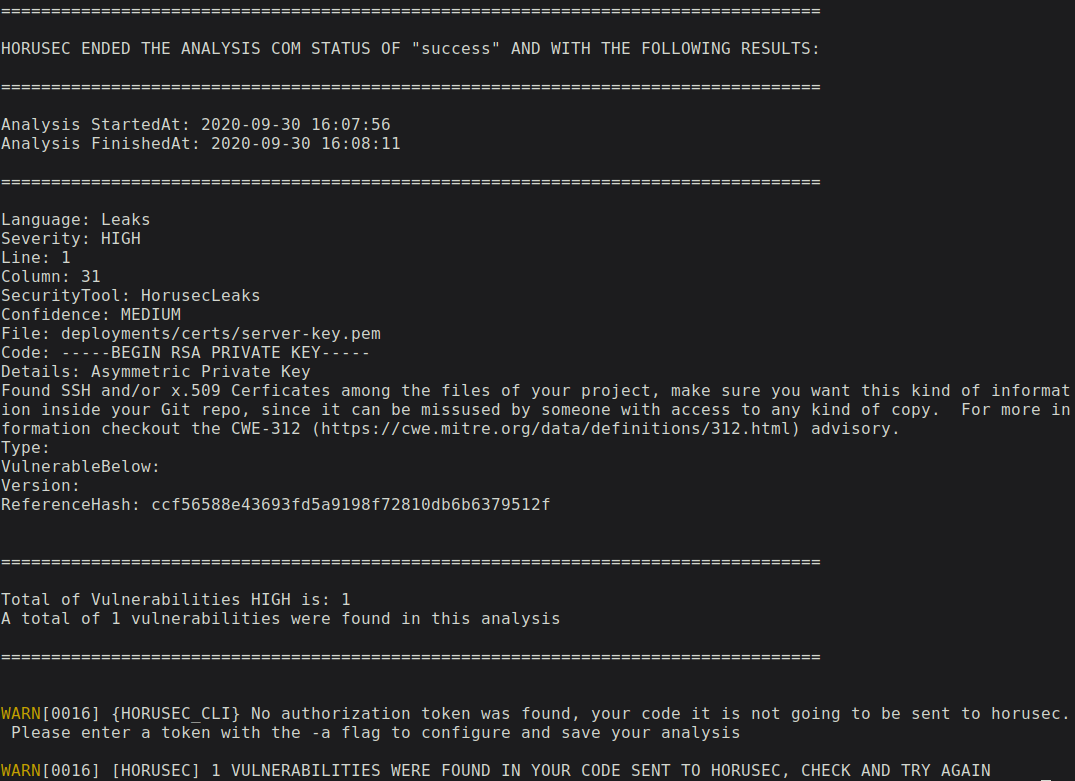 ==================================================================================
HORUSEC ENDED THE ANALYSIS COM STATUS OF "success" AND WITH THE FOLLOWING RESULTS:
==================================================================================
Analysis StartedAt: 2020-09-30 16:07:56
Analysis FinishedAt: 2020-09-30 16:08:11
==================================================================================
Language: Leaks
Severity: HIGH
Line: 1
Column: 31
SecurityTool: HorusecLeaks
Confidence: MEDIUM
File: deployments/certs/server-key.pem
Code: -----BEGIN RSA PRIVATE KEY-----
Details: Asymmetric Private Key
Found SSH and/or x.509 Cerficates among the files of your project, make sure you want this kind of informat
ion inside your Git repo, since it can be missused by someone with access to any kind of copy.  For more in
formation checkout the CWE-312 (https://cwe.mitre.org/data/definitions/312.html) advisory.
Type:
VulnerableBelow:
Version:
ReferenceHash: ccf56588e43693fd5a9198f72810db6b6379512f
==================================================================================
Total of Vulnerabilities HIGH is: 1
A total of 1 vulnerabilities were found in this analysis
==================================================================================
WARN[0016] {HORUSEC_CLI} No authorization token was found, your code it is not going to be sent to horusec.
 Please enter a token with the -a flag to configure and save your analysis
WARN[0016] [HORUSEC] 1 VULNERABILITIES WERE FOUND IN YOUR CODE SENT TO HORUSEC, CHECK AND TRY AGAIN